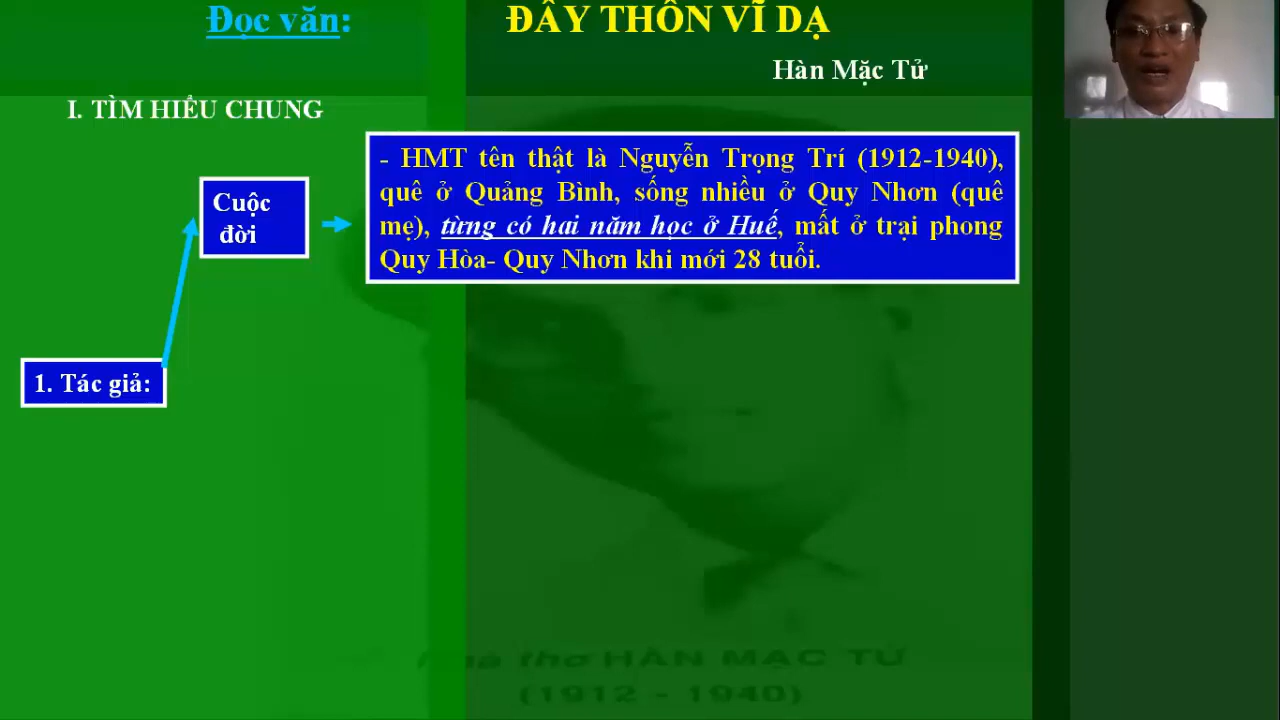 Đọc văn:
ĐÂY THÔN VĨ DẠ
Hàn Mặc Tử
I. TÌM HIỂU CHUNG
- HMT tên thật là Nguyễn Trọng Trí (1912-1940),
quê ở Quảng Bình, sống nhiều ở Quy Nhơn (quê
mẹ), từng có hai năm học ở Huế, mất ở trại phong
Quy Hòa- Quy Nhơn khi mới 28 tuổi.
Cuộc
đời
1. Tác giả:
thơ HÀN MẠC TỬ
(1912 - 1940)